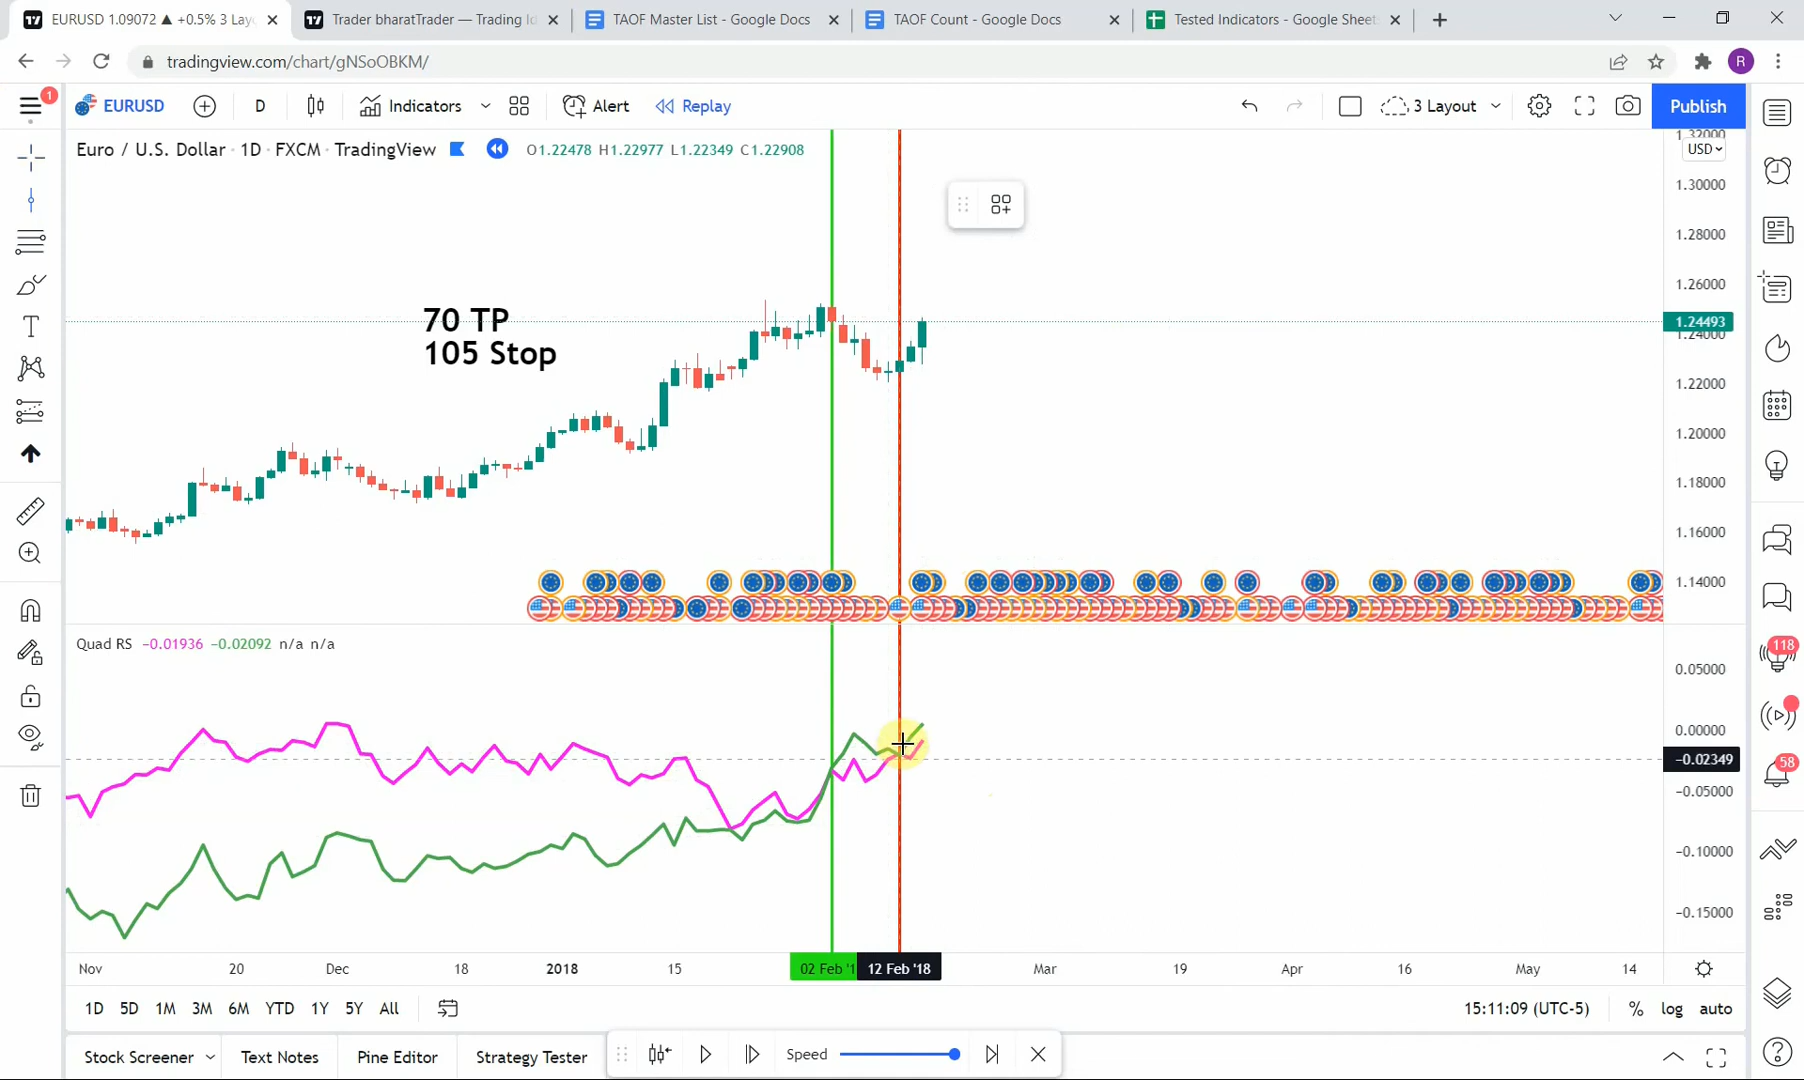 EURUSD 1.09072 ▲ +0.5% 3 Lay
Trader bharatTrader — Trading Id
TAOF Master List - Google Docs
TAOF Count - Google Docs
Tested Indicators - Google Sheets
tradingview.com/chart/gNSoOBKM/
R
1
EURUSD
D
Indicators
Alert
Replay
3 Layout
Publish
Euro / U.S. Dollar · 1D · FXCM · TradingView
O1.22478 H1.22977 L1.22349 C1.22908
1.32000
USD
1.30000
1.28000
1.26000
1.24493
1.24000
1.22000
1.20000
1.18000
1.16000
1.14000
70 TP
105 Stop
Quad RS −0.01936 −0.02092 n/a n/a
0.05000
0.00000
−0.02349
−0.05000
−0.10000
−0.15000
118
58
Nov
20
Dec
18
2018
15
02 Feb '1
12 Feb '18
Mar
19
Apr
16
May
14
1D 5D 1M 3M 6M YTD 1Y 5Y All
15:11:09 (UTC-5)
% log auto
Stock Screener
Text Notes
Pine Editor
Strategy Tester
Speed